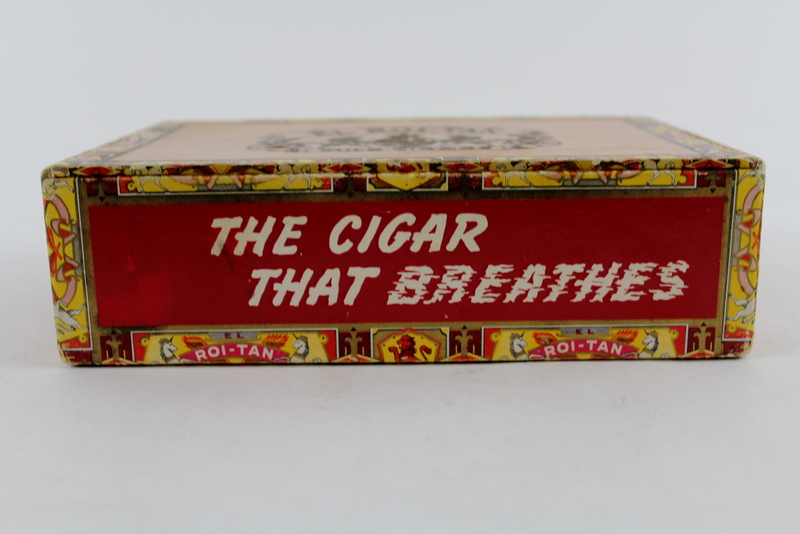 THE CIGAR
THAT BREATHES
EL
ROI-TAN
EL
ROI-TAN